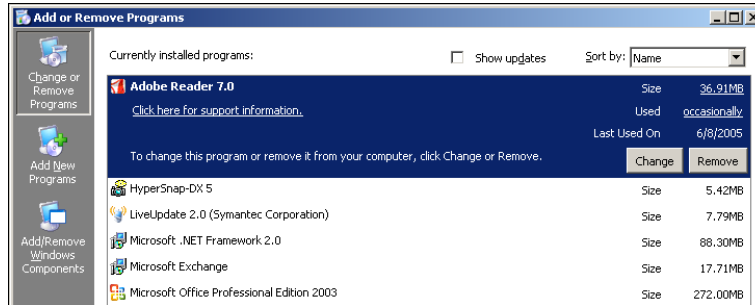 Add or Remove Programs
Change or
Remove
Programs
Add New
Programs
Add/Remove
Windows
Components
Currently installed programs:
Show updates
Sort by: Name
Adobe Reader 7.0 Size 36.91MB
Click here for support information. Used occasionally
Last Used On 6/8/2005
To change this program or remove it from your computer, click Change or Remove. Change Remove
HyperSnap-DX 5 Size 5.42MB
LiveUpdate 2.0 (Symantec Corporation) Size 7.79MB
Microsoft .NET Framework 2.0 Size 88.30MB
Microsoft Exchange Size 17.71MB
Microsoft Office Professional Edition 2003 Size 272.00MB